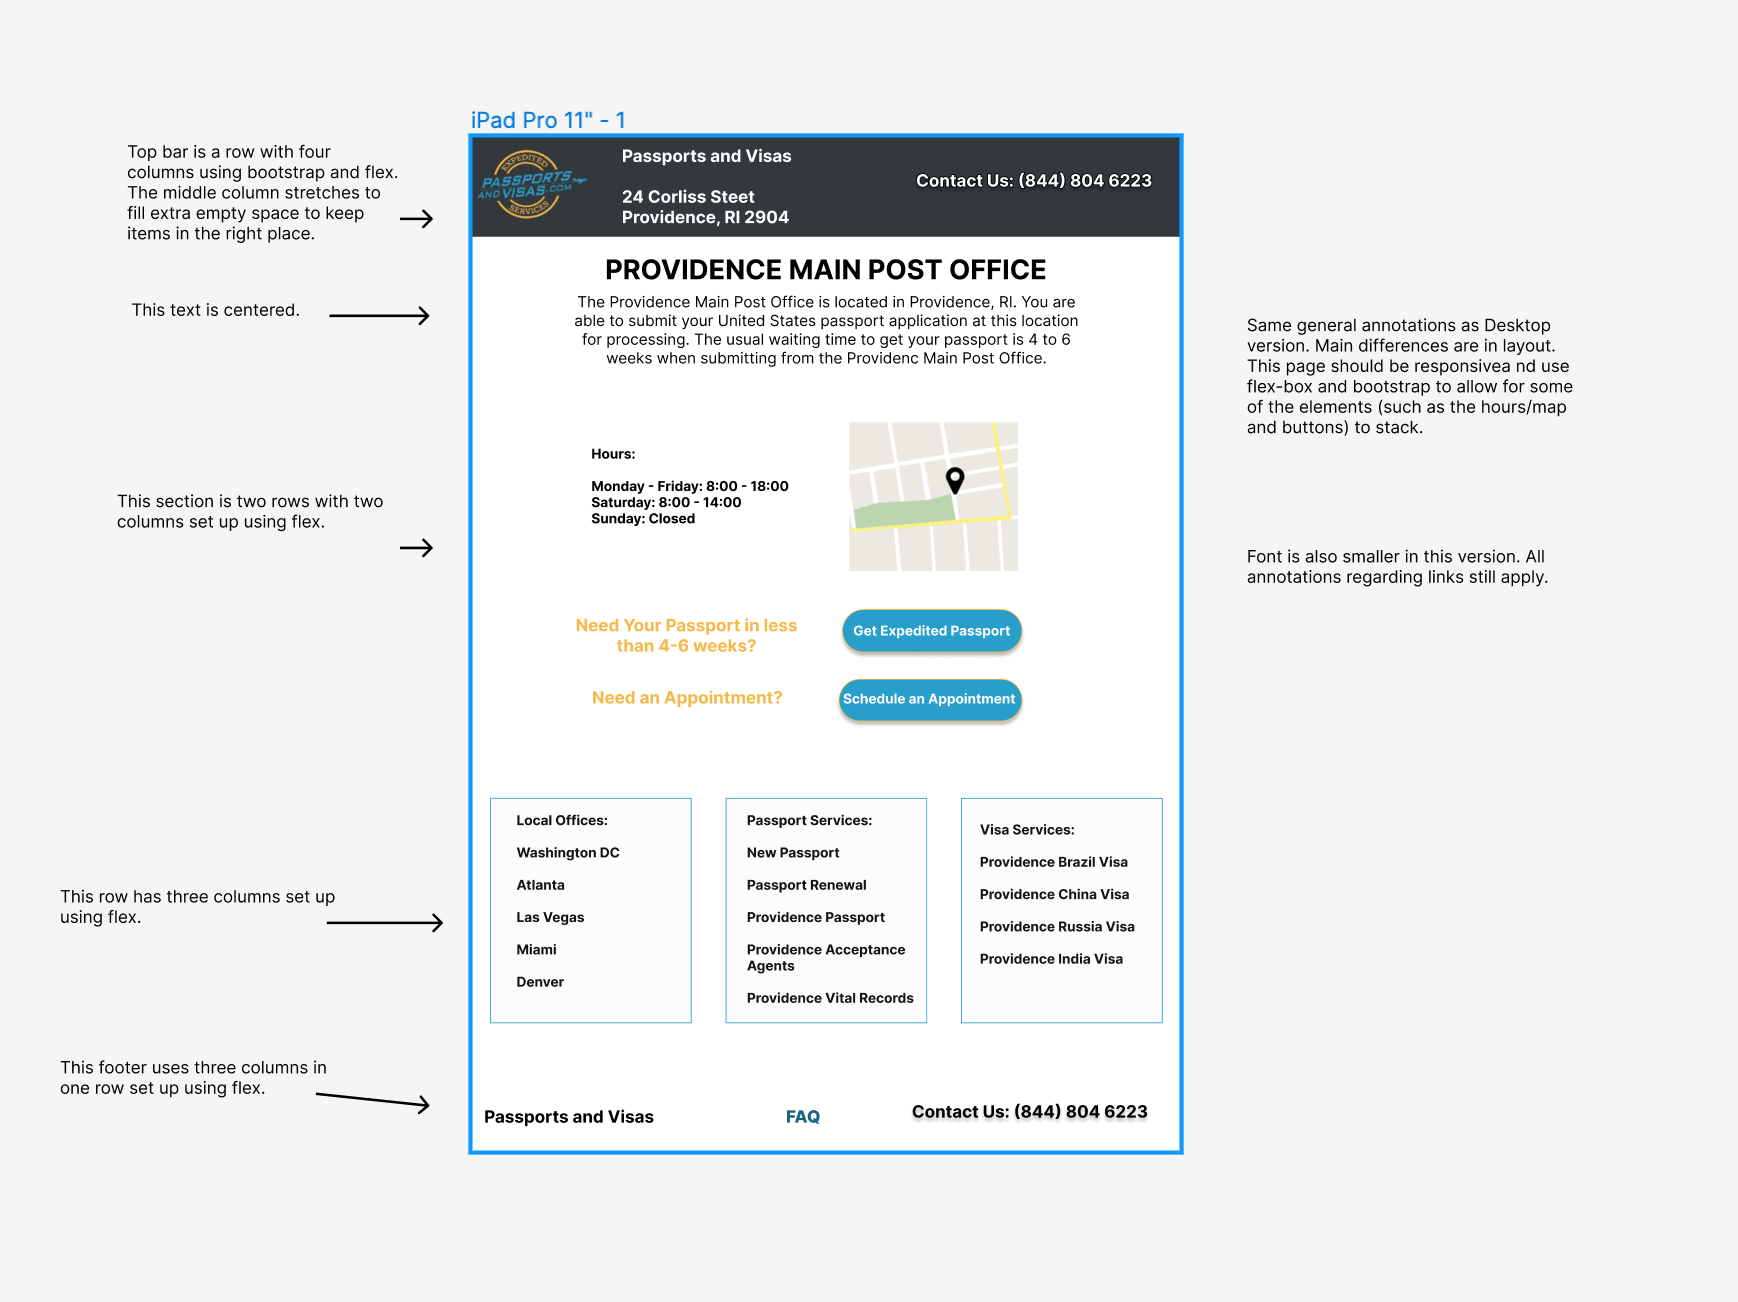 iPad Pro 11" - 1
Top bar is a row with four
columns using bootstrap and flex.
The middle column stretches to
fill extra empty space to keep
items in the right place.
EXPEDITED
PASSPORTS
ANDVISAS.COM
SERVICES
Passports and Visas
24 Corliss Steet
Providence, RI 2904
Contact Us: (844) 804 6223
This text is centered.
PROVIDENCE MAIN POST OFFICE
The Providence Main Post Office is located in Providence, RI. You are
able to submit your United States passport application at this location
for processing. The usual waiting time to get your passport is 4 to 6
weeks when submitting from the Providenc Main Post Office.
Same general annotations as Desktop
version. Main differences are in layout.
This page should be responsivea nd use
flex-box and bootstrap to allow for some
of the elements (such as the hours/map
and buttons) to stack.
This section is two rows with two
columns set up using flex.
Hours:
Monday - Friday: 8:00 - 18:00
Saturday: 8:00 - 14:00
Sunday: Closed
Font is also smaller in this version. All
annotations regarding links still apply.
Need Your Passport in less
than 4-6 weeks?
Get Expedited Passport
Need an Appointment?
Schedule an Appointment
This row has three columns set up
using flex.
Local Offices:
Washington DC
Atlanta
Las Vegas
Miami
Denver
Passport Services:
New Passport
Passport Renewal
Providence Passport
Providence Acceptance
Agents
Providence Vital Records
Visa Services:
Providence Brazil Visa
Providence China Visa
Providence Russia Visa
Providence India Visa
This footer uses three columns in
one row set up using flex.
Passports and Visas
FAQ
Contact Us: (844) 804 6223